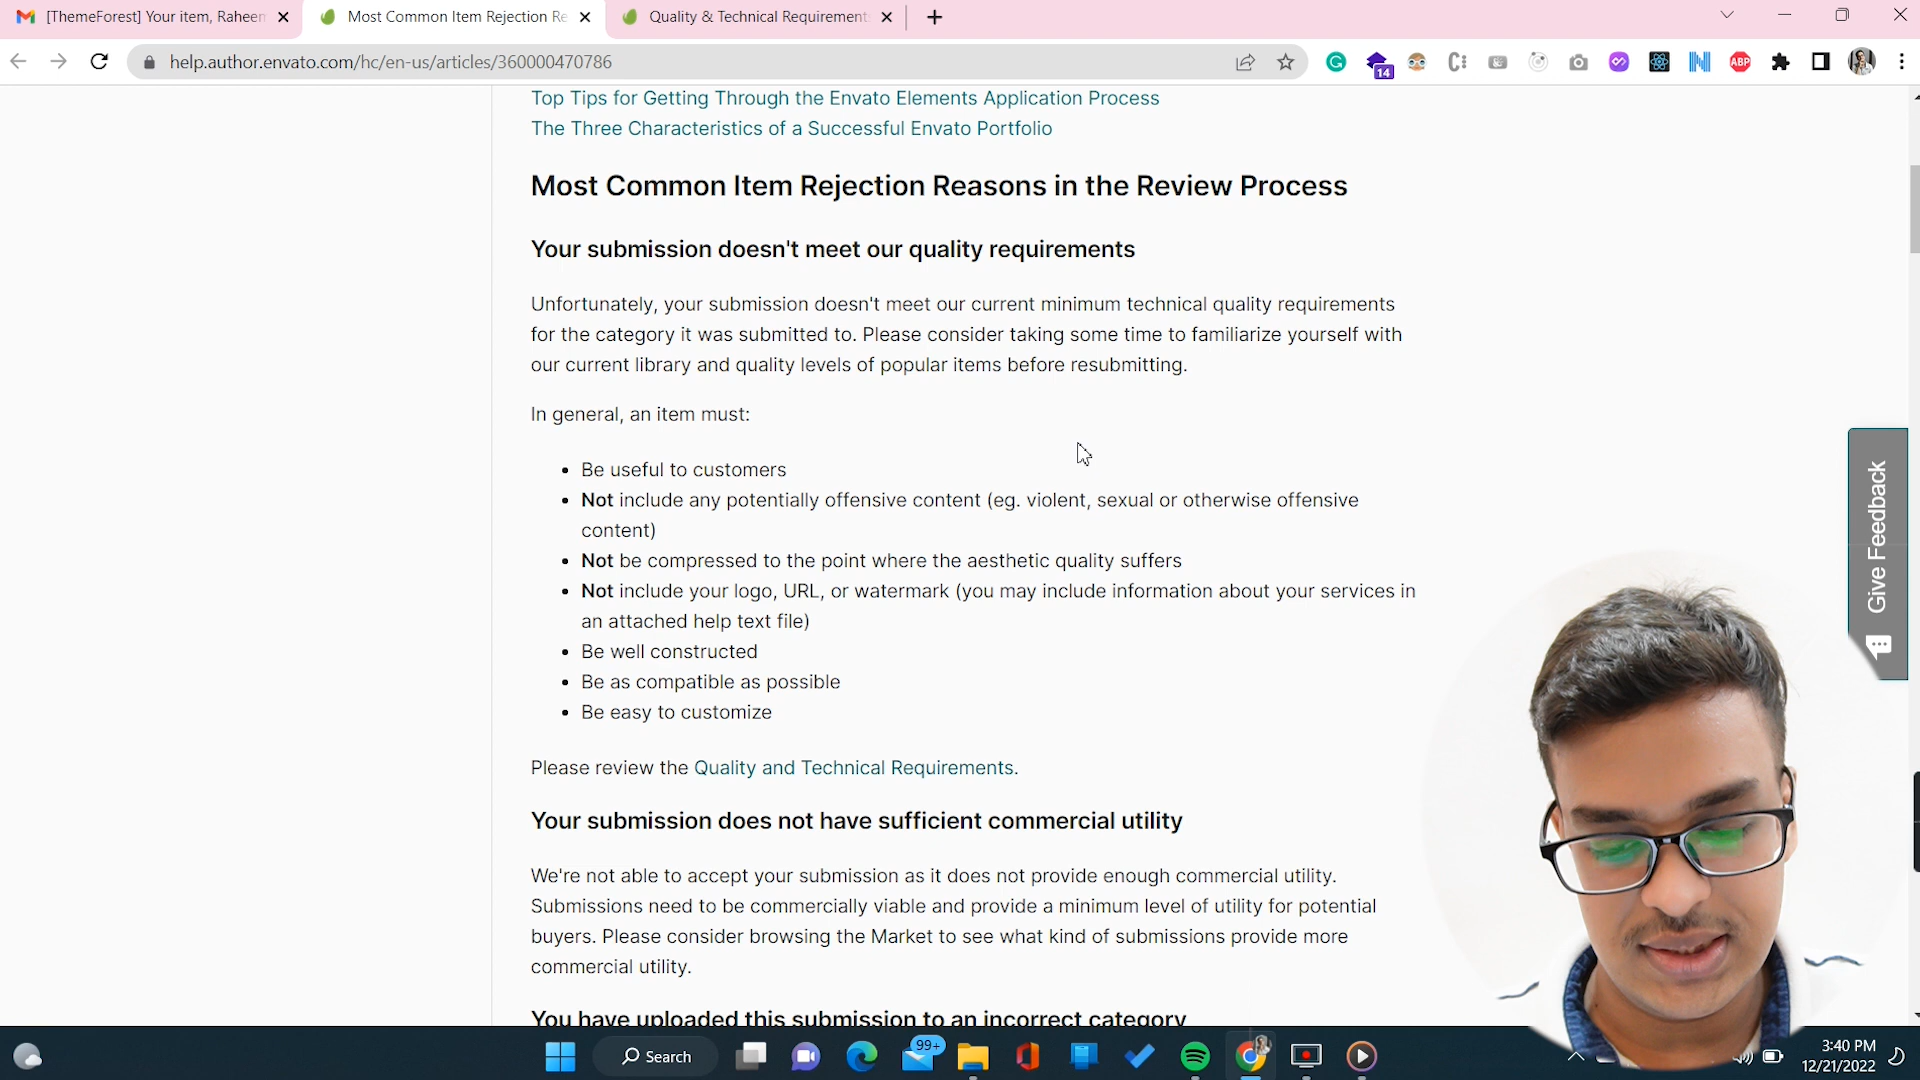 [ThemeForest] Your item, Raheen
Most Common Item Rejection Re
Quality & Technical Requirement
help.author.envato.com/hc/en-us/articles/360000470786
14
ABP
Top Tips for Getting Through the Envato Elements Application Process
The Three Characteristics of a Successful Envato Portfolio
Most Common Item Rejection Reasons in the Review Process
Your submission doesn't meet our quality requirements
Unfortunately, your submission doesn't meet our current minimum technical quality requirements
for the category it was submitted to. Please consider taking some time to familiarize yourself with
our current library and quality levels of popular items before resubmitting.
In general, an item must:
• Be useful to customers
• Not include any potentially offensive content (eg. violent, sexual or otherwise offensive
content)
• Not be compressed to the point where the aesthetic quality suffers
• Not include your logo, URL, or watermark (you may include information about your services in
an attached help text file)
• Be well constructed
• Be as compatible as possible
• Be easy to customize
Please review the Quality and Technical Requirements.
Your submission does not have sufficient commercial utility
We're not able to accept your submission as it does not provide enough commercial utility.
Submissions need to be commercially viable and provide a minimum level of utility for potential
buyers. Please consider browsing the Market to see what kind of submissions provide more
commercial utility.
You have uploaded this submission to an incorrect category
Give Feedback
Search
99+
3:40 PM
12/21/2022